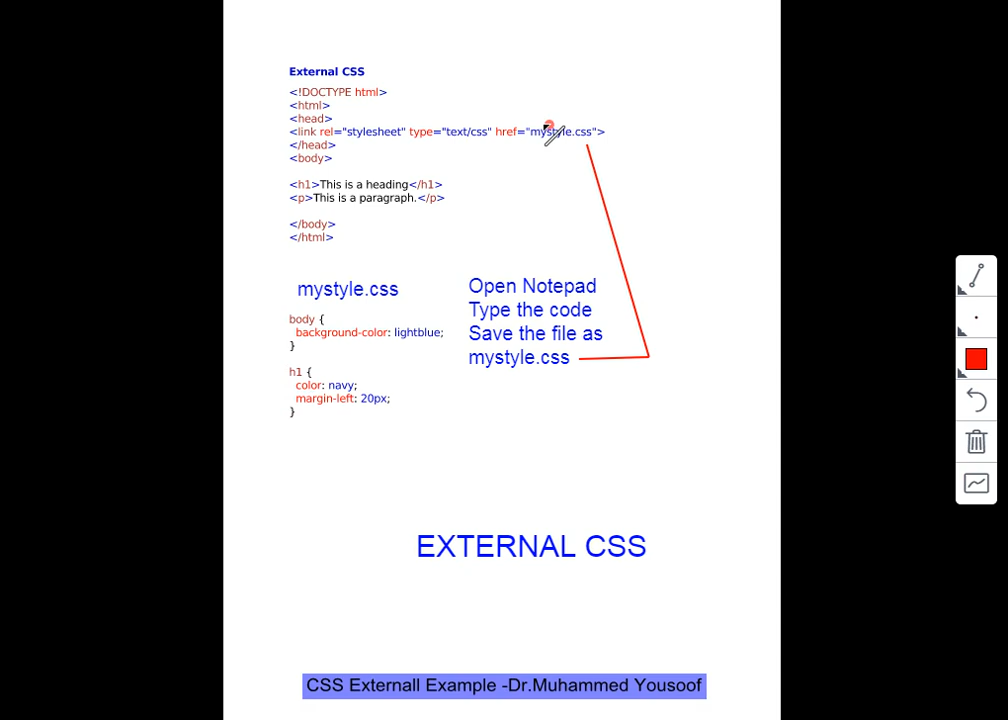 External CSS
<!DOCTYPE html>
<html>
<head>
<link rel="stylesheet" type="text/css" href="mystyle.css">
</head>
<body>
<h1>This is a heading</h1>
<p>This is a paragraph.</p>
</body>
</html>
mystyle.css
body {
  background-color: lightblue;
}
h1 {
  color: navy;
  margin-left: 20px;
}
Open Notepad
Type the code
Save the file as
mystyle.css
EXTERNAL CSS
CSS Externall Example -Dr.Muhammed Yousoof